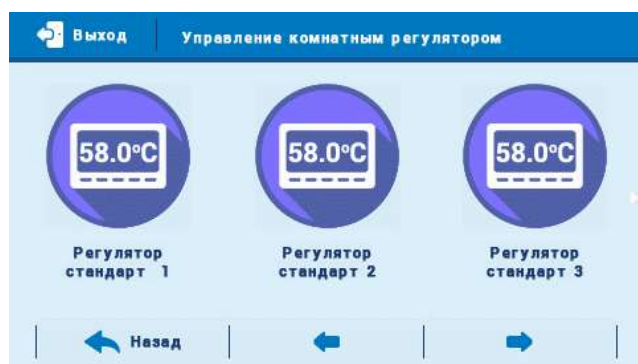 Выход
Управление комнатным регулятором
58.0°C
58.0°C
58.0°C
Регулятор
стандарт 1
Регулятор
стандарт 2
Регулятор
стандарт 3
Назад